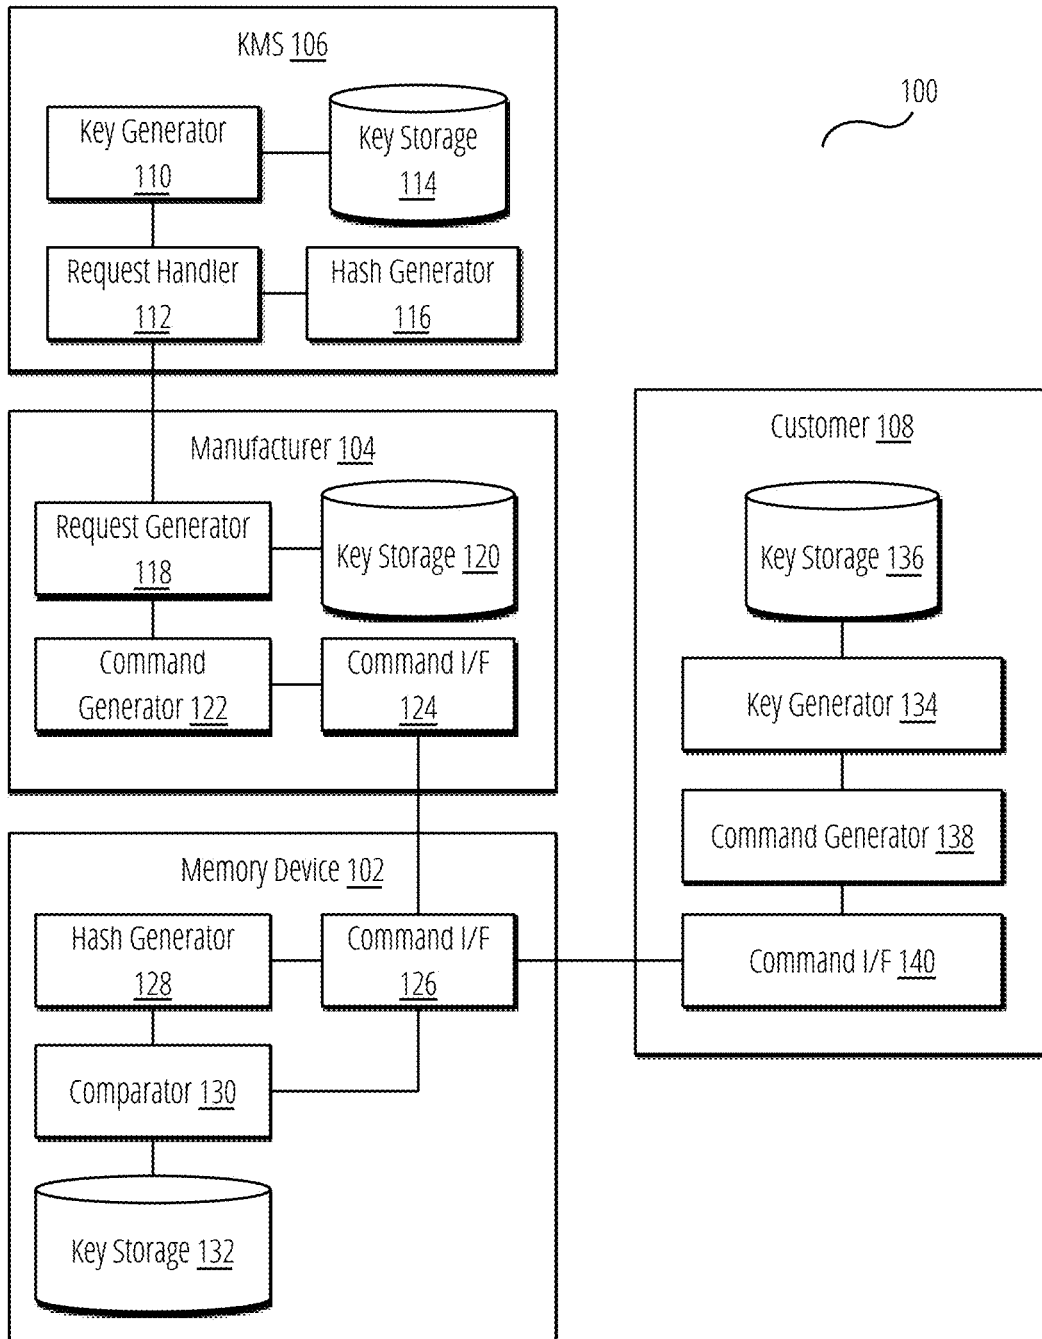 KMS 106
100
Key Generator
110
Key Storage
114
Request Handler
112
Hash Generator
116
Manufacturer 104
Request Generator
118
Key Storage 120
Command
Generator 122
Command I/F
124
Customer 108
Key Storage 136
Key Generator 134
Command Generator 138
Command I/F 140
Memory Device 102
Hash Generator
128
Command I/F
126
Comparator 130
Key Storage 132